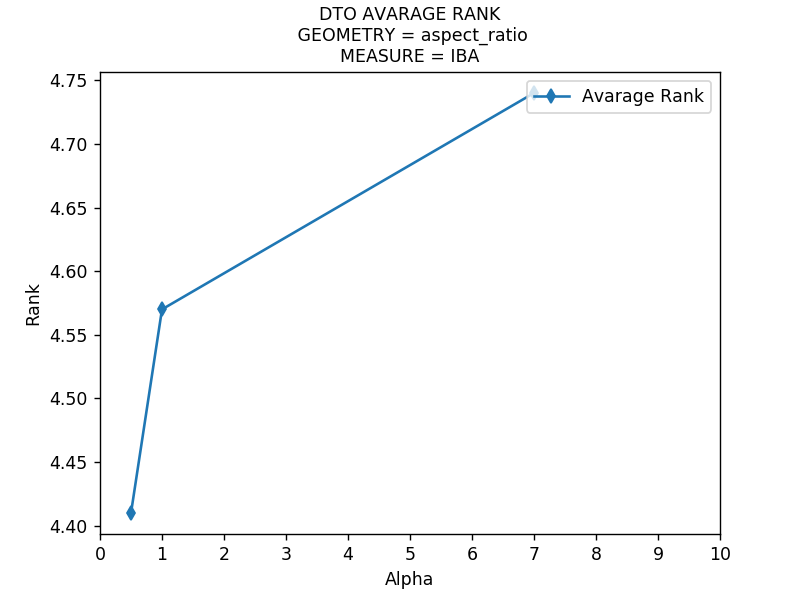 DTO AVARAGE RANK
GEOMETRY = aspect_ratio
MEASURE = IBA
4.75
4.70
4.65
4.60
4.55
4.50
4.45
4.40
Rank
Avarage Rank
0 1 2 3 4 5 6 7 8 9 10
Alpha